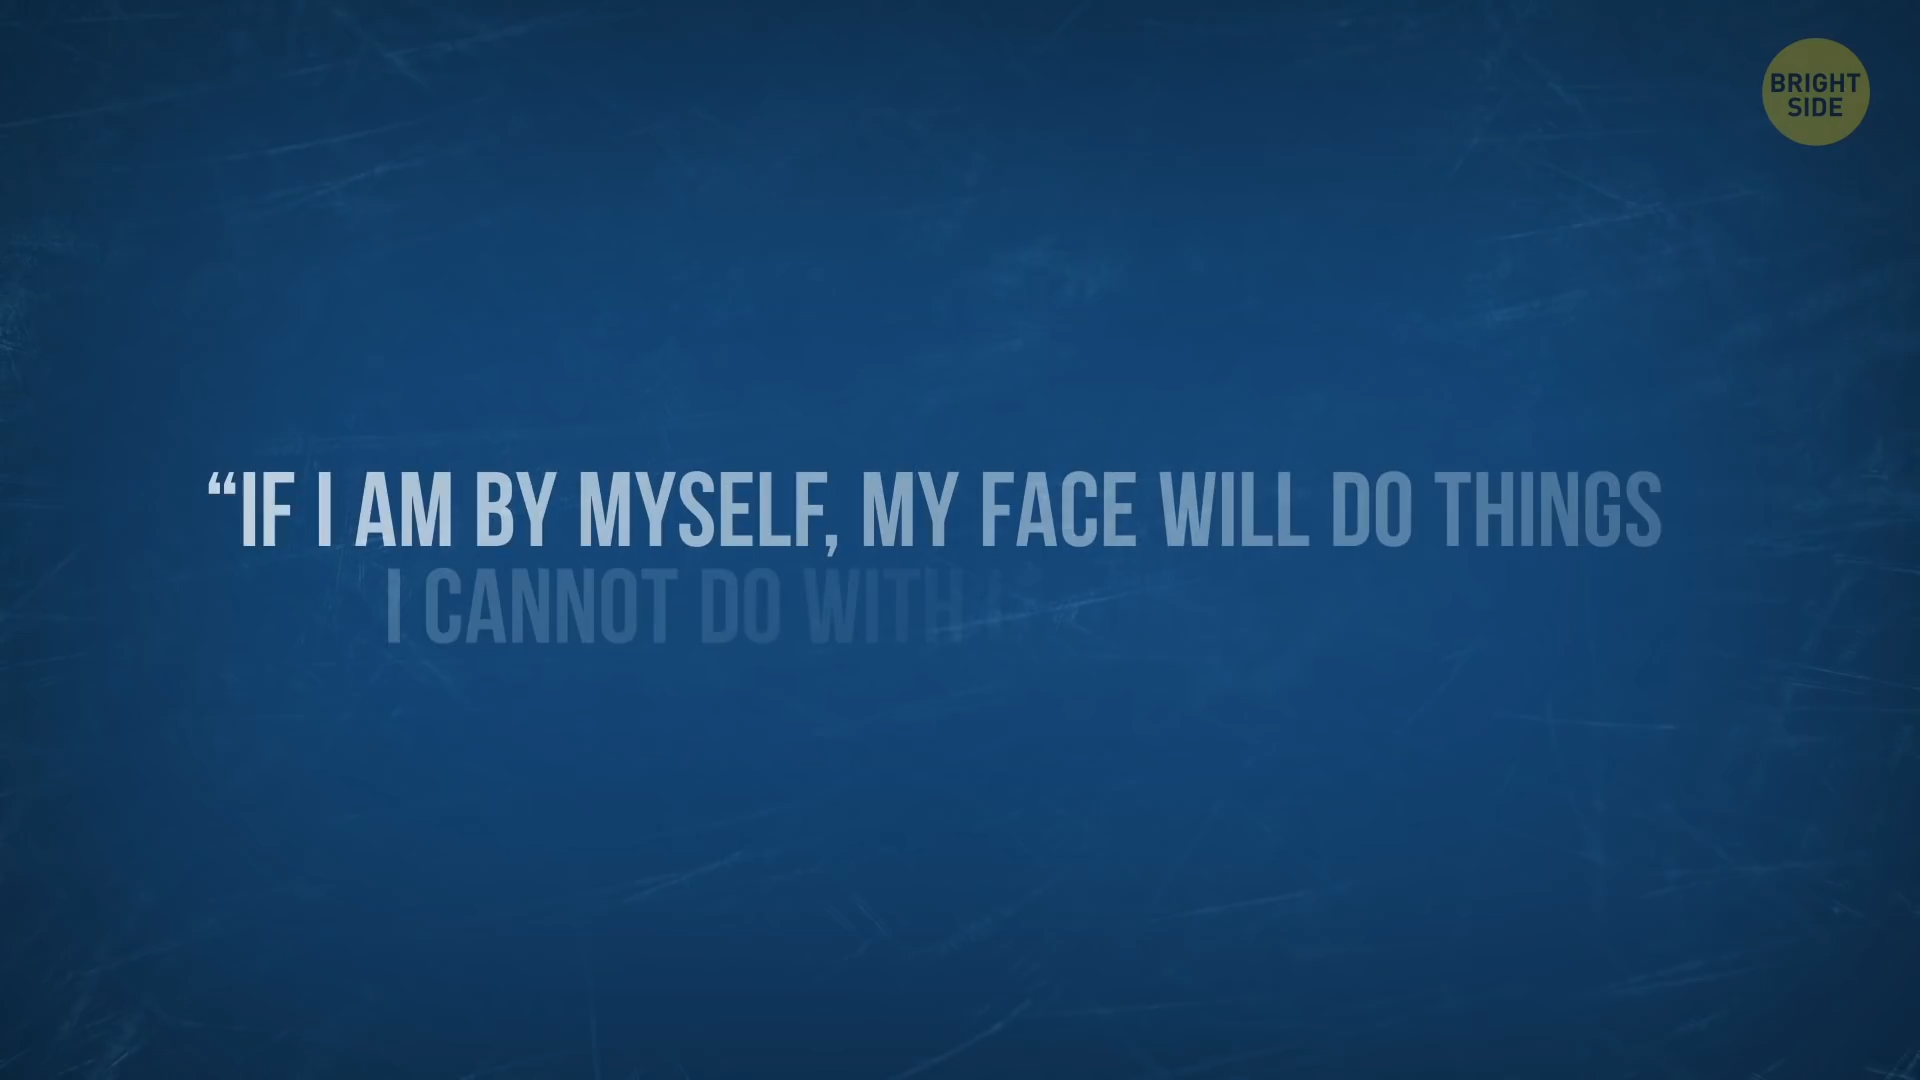 BRIGHT
SIDE
“IF I AM BY MYSELF, MY FACE WILL DO THINGS
I CANNOT DO WITH